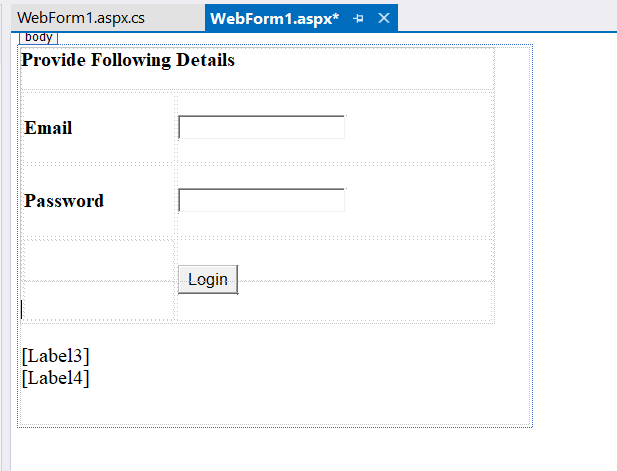 WebForm1.aspx.cs
WebForm1.aspx*
body
Provide Following Details
Email
Password
Login
[Label3]
[Label4]